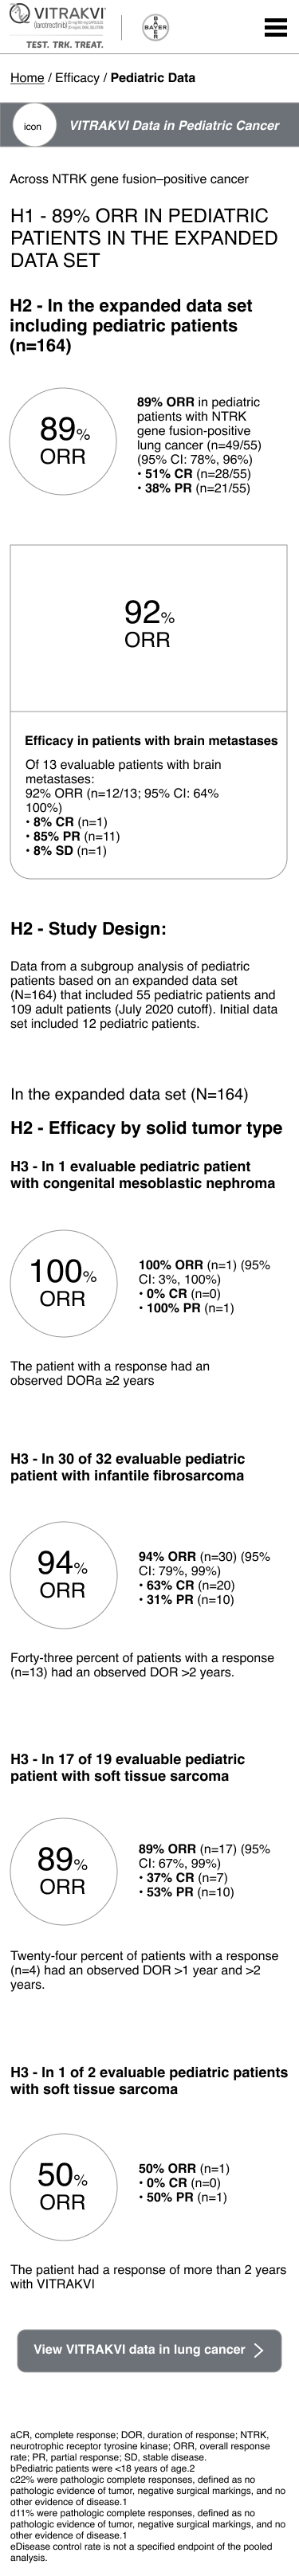 VITRAKVI
(larotrectinib)
BAYER
BAYER
TEST. TRK. TREAT.
Home / Efficacy / Pediatric Data
icon
VITRAKVI Data in Pediatric Cancer
Across NTRK gene fusion–positive cancer
H1 - 89% ORR IN PEDIATRIC
PATIENTS IN THE EXPANDED
DATA SET
H2 - In the expanded data set
including pediatric patients
(n=164)
89%
ORR
89% ORR in pediatric
patients with NTRK
gene fusion-positive
lung cancer (n=49/55)
(95% CI: 78%, 96%)
• 51% CR (n=28/55)
• 38% PR (n=21/55)
92%
ORR
Efficacy in patients with brain metastases
Of 13 evaluable patients with brain
metastases:
92% ORR (n=12/13; 95% CI: 64%
100%)
• 8% CR (n=1)
• 85% PR (n=11)
• 8% SD (n=1)
H2 - Study Design:
Data from a subgroup analysis of pediatric
patients based on an expanded data set
(N=164) that included 55 pediatric patients and
109 adult patients (July 2020 cutoff). Initial data
set included 12 pediatric patients.
In the expanded data set (N=164)
H2 - Efficacy by solid tumor type
H3 - In 1 evaluable pediatric patient
with congenital mesoblastic nephroma
100%
ORR
100% ORR (n=1) (95%
CI: 3%, 100%)
• 0% CR (n=0)
• 100% PR (n=1)
The patient with a response had an
observed DORa ≥2 years
H3 - In 30 of 32 evaluable pediatric
patient with infantile fibrosarcoma
94%
ORR
94% ORR (n=30) (95%
CI: 79%, 99%)
• 63% CR (n=20)
• 31% PR (n=10)
Forty-three percent of patients with a response
(n=13) had an observed DOR >2 years.
H3 - In 17 of 19 evaluable pediatric
patient with soft tissue sarcoma
89%
ORR
89% ORR (n=17) (95%
CI: 67%, 99%)
• 37% CR (n=7)
• 53% PR (n=10)
Twenty-four percent of patients with a response
(n=4) had an observed DOR >1 year and >2
years.
H3 - In 1 of 2 evaluable pediatric patients
with soft tissue sarcoma
50%
ORR
50% ORR (n=1)
• 0% CR (n=0)
• 50% PR (n=1)
The patient had a response of more than 2 years
with VITRAKVI
View VITRAKVI data in lung cancer
aCR, complete response; DOR, duration of response; NTRK,
neurotrophic receptor tyrosine kinase; ORR, overall response
rate; PR, partial response; SD, stable disease.
bPediatric patients were <18 years of age.2
c22% were pathologic complete responses, defined as no
pathologic evidence of tumor, negative surgical markings, and no
other evidence of disease.1
d11% were pathologic complete responses, defined as no
pathologic evidence of tumor, negative surgical markings, and no
other evidence of disease.1
eDisease control rate is not a specified endpoint of the pooled
analysis.